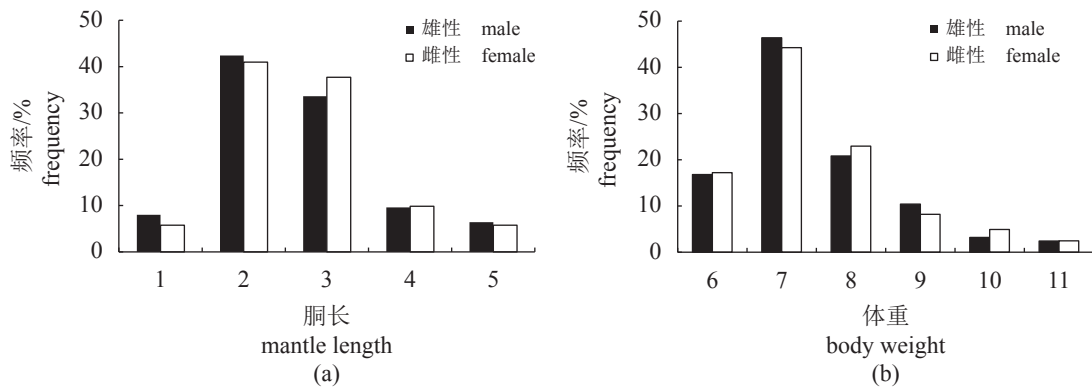 50
40
30
20
10
0
频率/%
frequency
■ 雄性 male
□ 雌性 female
1 2 3 4 5
胴长
mantle length
(a)
50
40
30
20
10
0
频率/%
frequency
■ 雄性 male
□ 雌性 female
6 7 8 9 10 11
体重
body weight
(b)